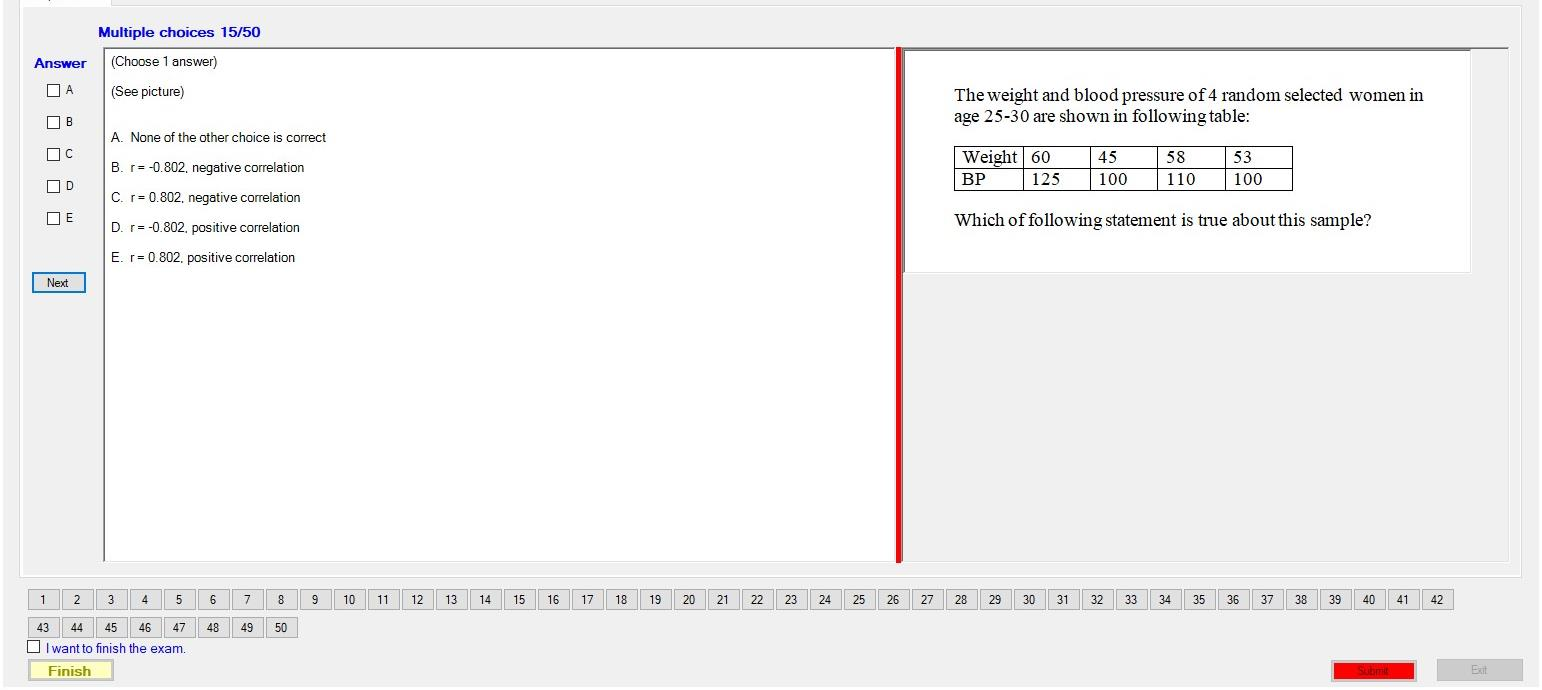 Multiple choices 15/50
Answer
A
B
C
D
E
Next
(Choose 1 answer)
(See picture)
A. None of the other choice is correct
B. r = -0.802, negative correlation
C. r = 0.802, negative correlation
D. r = -0.802, positive correlation
E. r = 0.802, positive correlation
The weight and blood pressure of 4 random selected women in
age 25-30 are shown in following table:
Weight 60 45 58 53
BP 125 100 110 100
Which of following statement is true about this sample?
1 2 3 4 5 6 7 8 9 10 11 12 13 14 15 16 17 18 19 20 21 22 23 24 25 26 27 28 29 30 31 32 33 34 35 36 37 38 39 40 41 42
43 44 45 46 47 48 49 50
I want to finish the exam.
Finish
Submit
Exit